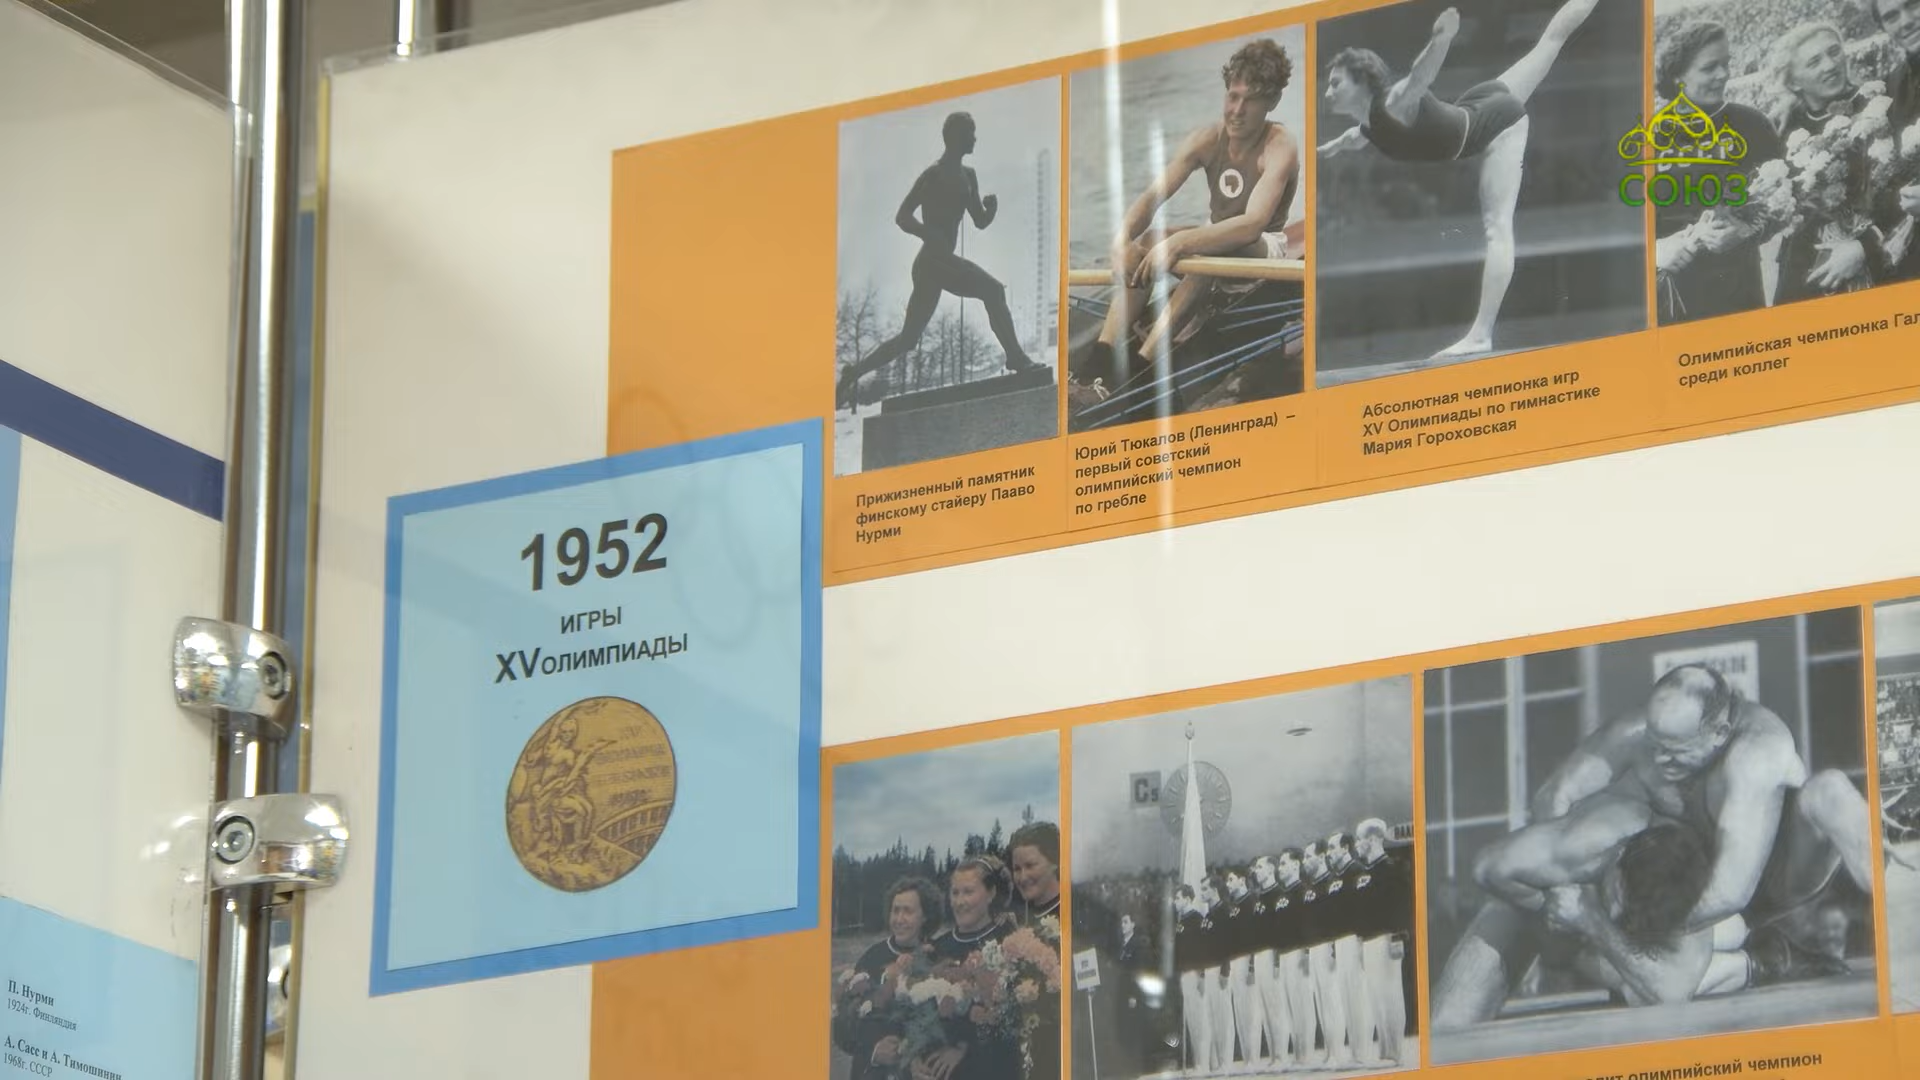 СОЮЗ
Прижизненный памятник
финскому стайеру Пааво
Нурми
Юрий Тюкалов (Ленинград) –
первый советский
олимпийский чемпион
по гребле
Абсолютная чемпионка игр
XV Олимпиады по гимнастике
Мария Гороховская
Олимпийская чемпионка
среди коллег
1952
ИГРЫ
XV ОЛИМПИАДЫ
П. Нурми
1924г. Финляндия
А. Сасс и А. Тимошинин
1968г. СССР
олимпийский чемпион